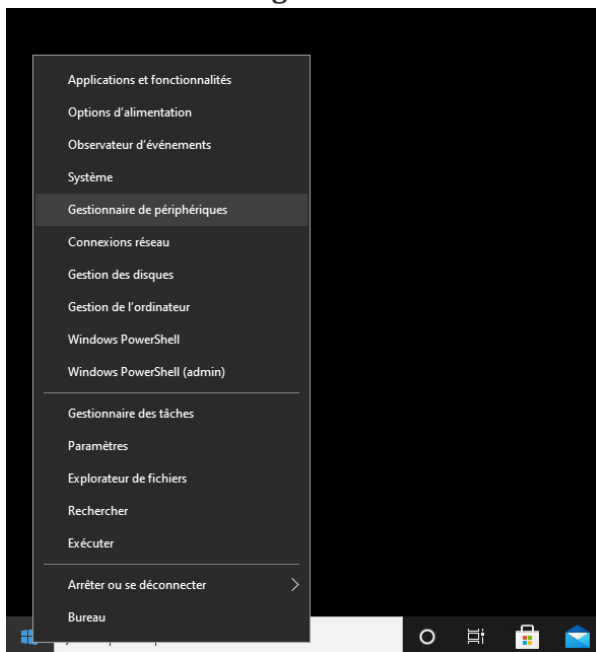 Applications et fonctionnalités
Options d'alimentation
Observateur d'événements
Système
Gestionnaire de périphériques
Connexions réseau
Gestion des disques
Gestion de l'ordinateur
Windows PowerShell
Windows PowerShell (admin)
Gestionnaire des tâches
Paramètres
Explorateur de fichiers
Rechercher
Exécuter
Arrêter ou se déconnecter
Bureau